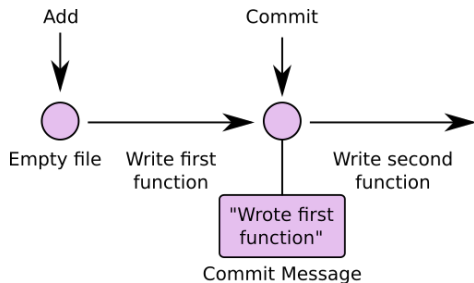 Add
Commit
Empty file
Write first
function
Write second
function
"Wrote first
function"
Commit Message